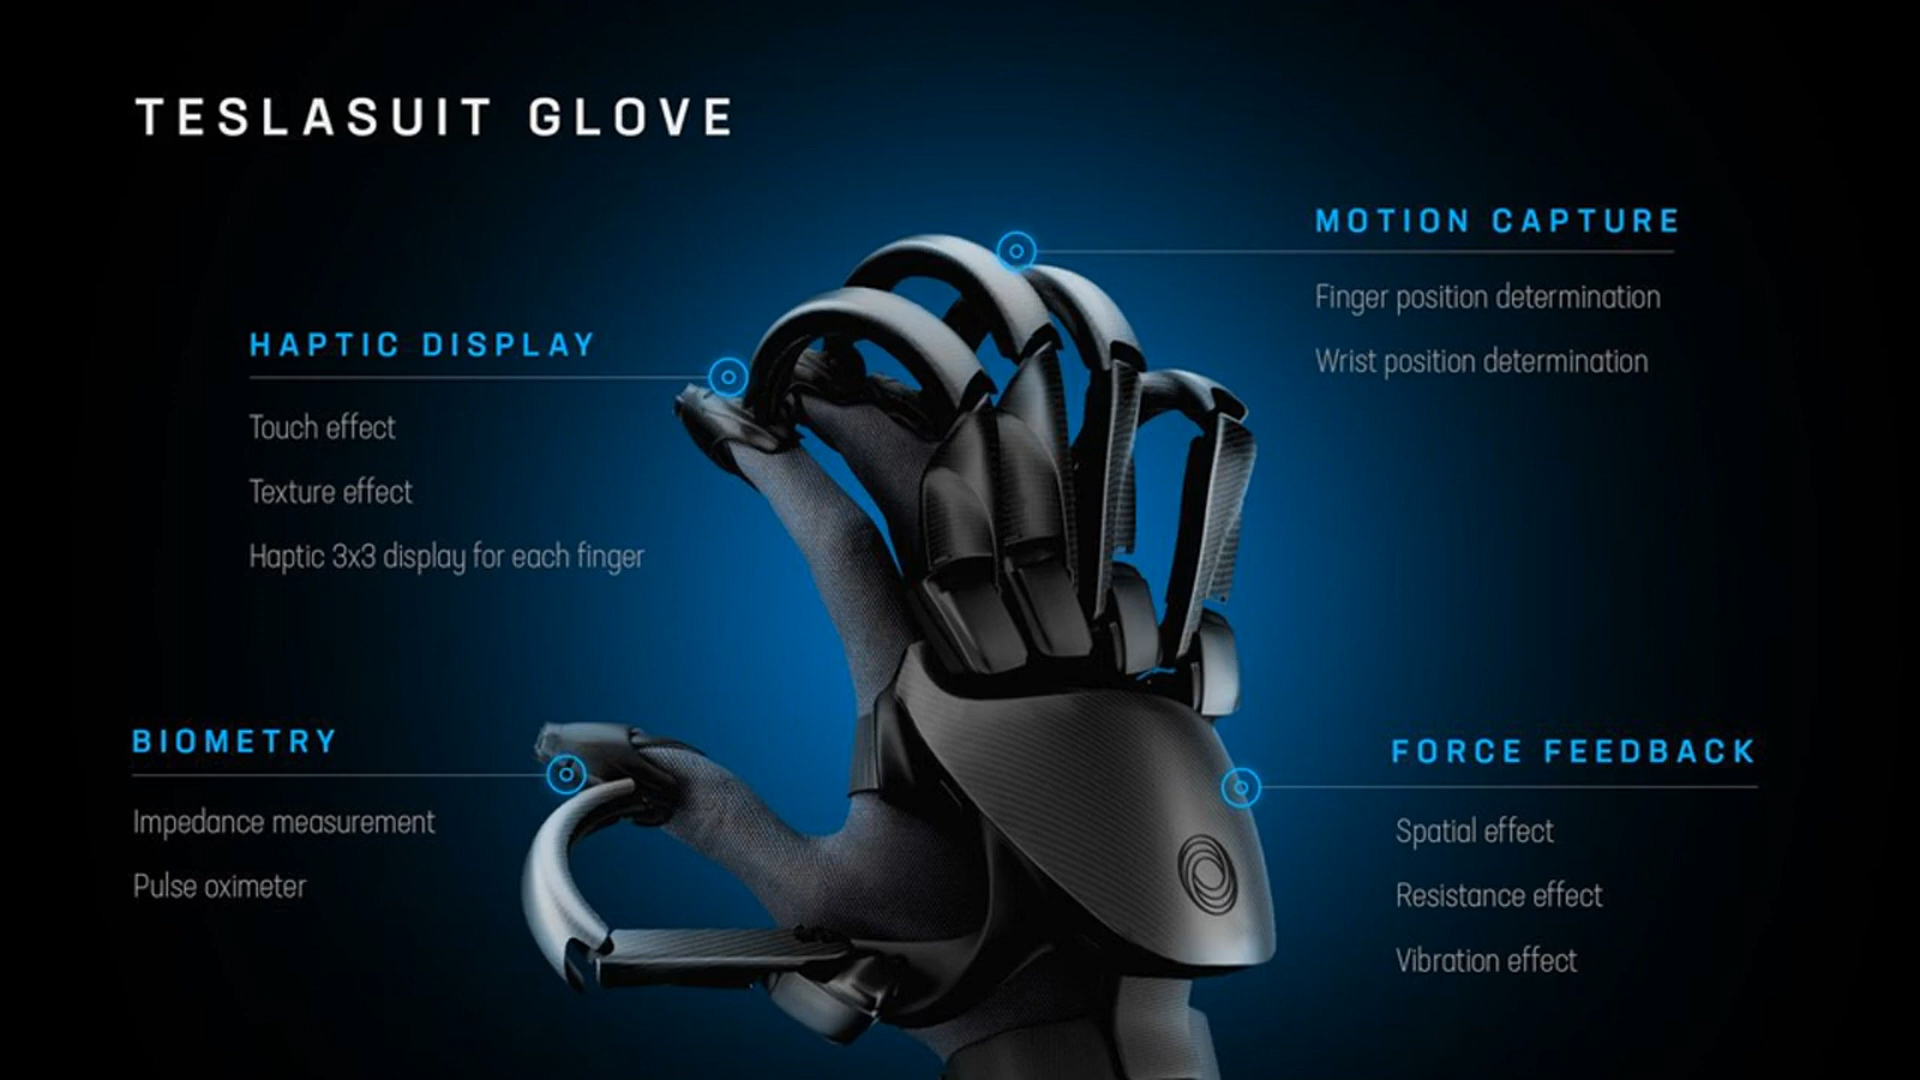 TESLASUIT GLOVE
MOTION CAPTURE
Finger position determination
Wrist position determination
HAPTIC DISPLAY
Touch effect
Texture effect
Haptic 3x3 display for each finger
BIOMETRY
Impedance measurement
Pulse oximeter
FORCE FEEDBACK
Spatial effect
Resistance effect
Vibration effect